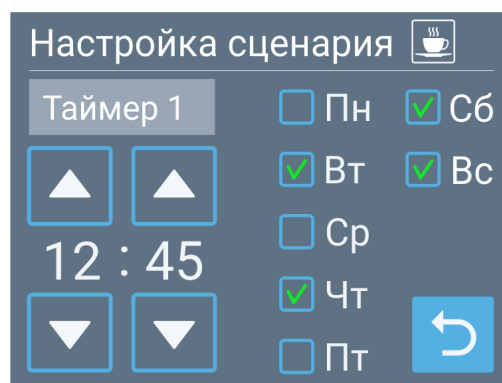 Настройка сценария
Таймер 1
12 : 45
Пн
Вт
Ср
Чт
Пт
Сб
Вс